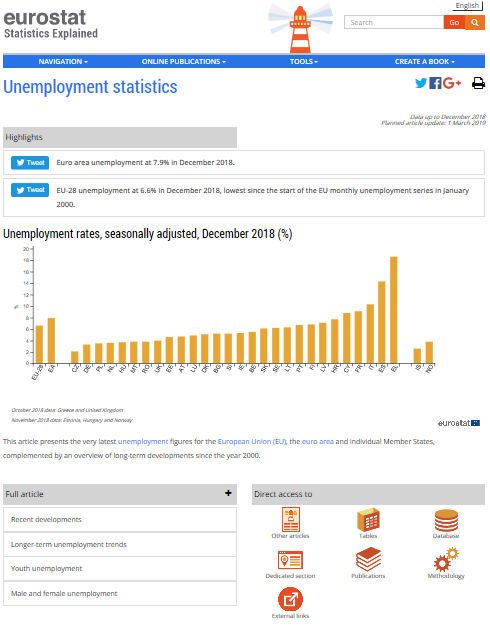 English
eurostat
Statistics Explained
Search
Go
NAVIGATION ONLINE PUBLICATIONS TOOLS CREATE A BOOK
Unemployment statistics
Data up to December 2018
Planned article update: 1 March 2019
Highlights
Tweet Euro area unemployment at 7.9% in December 2018.
Tweet EU-28 unemployment at 6.6% in December 2018, lowest since the start of the EU monthly unemployment series in January
2000.
Unemployment rates, seasonally adjusted, December 2018 (%)
20
18
16
14
12
10
8
6
4
2
0
%
EU-28 EA CZ DE PL NL HU MT RO UK EE AT LU DK BG SI IE BE SK SE LT PT FI LV HR CY FR IT ES EL IS NO
October 2018 data: Greece and United Kingdom
November 2018 data: Estonia, Hungary and Norway
eurostat
This article presents the very latest unemployment figures for the European Union (EU), the euro area and individual Member States,
complemented by an overview of long-term developments since the year 2000.
Full article +
Recent developments
Longer-term unemployment trends
Youth unemployment
Male and female unemployment
Direct access to
Other articles Tables Database
Dedicated section Publications Methodology
External links